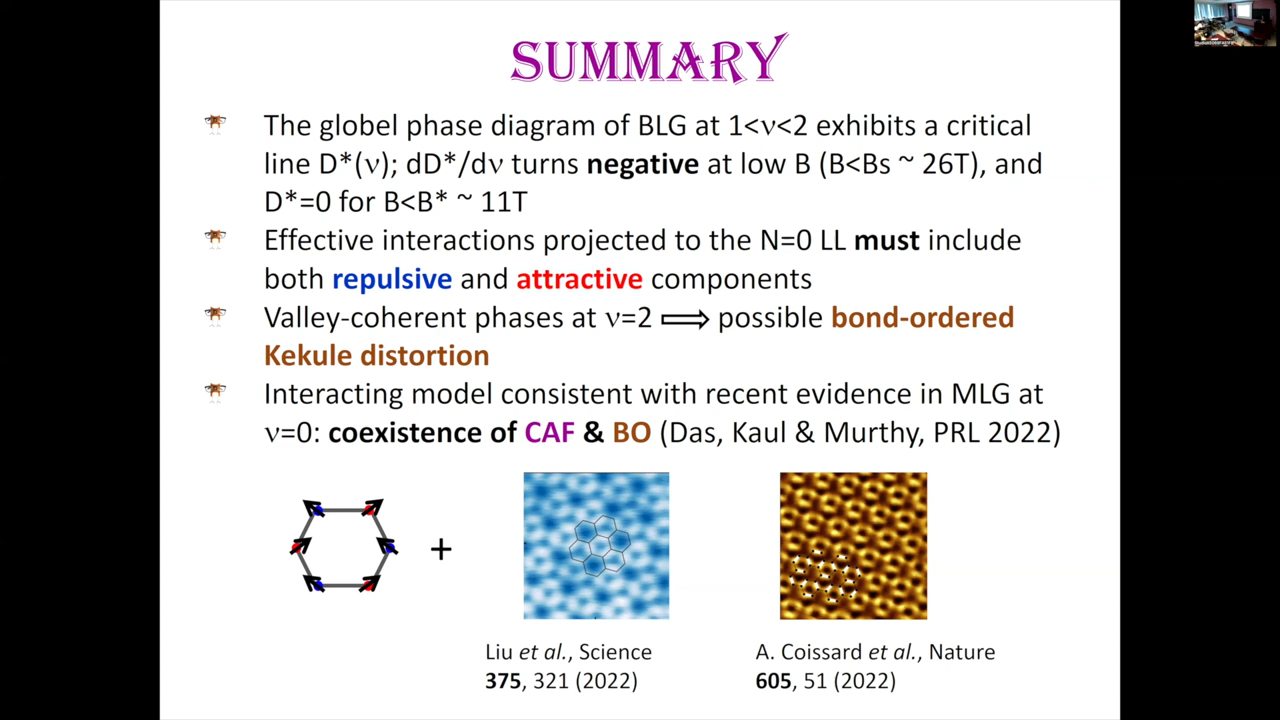 SUMMARY
The globel phase diagram of BLG at 1<ν<2 exhibits a critical
line D*(ν); dD*/dν turns negative at low B (B<Bs ~ 26T), and
D*=0 for B<B* ~ 11T
Effective interactions projected to the N=0 LL must include
both repulsive and attractive components
Valley-coherent phases at ν=2 ⟹ possible bond-ordered
Kekule distortion
Interacting model consistent with recent evidence in MLG at
ν=0: coexistence of CAF & BO (Das, Kaul & Murthy, PRL 2022)
+
Liu et al., Science
375, 321 (2022)
A. Coissard et al., Nature
605, 51 (2022)